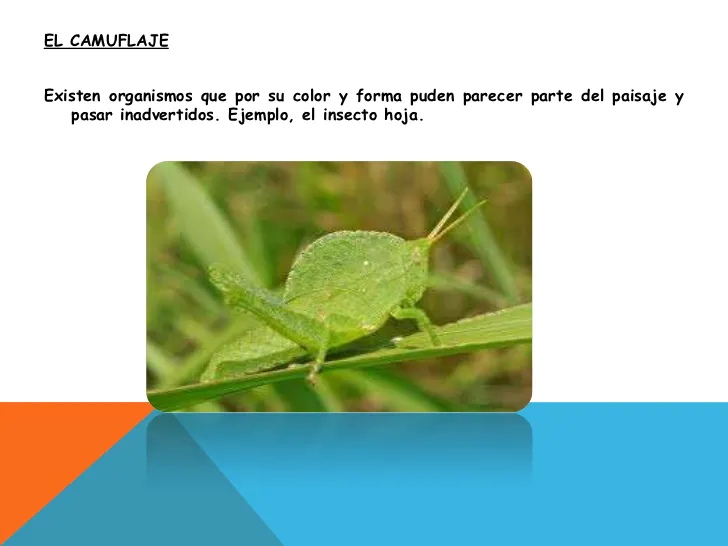 EL CAMUFLAJE
Existen organismos que por su color y forma puden parecer parte del paisaje y
pasar inadvertidos. Ejemplo, el insecto hoja.